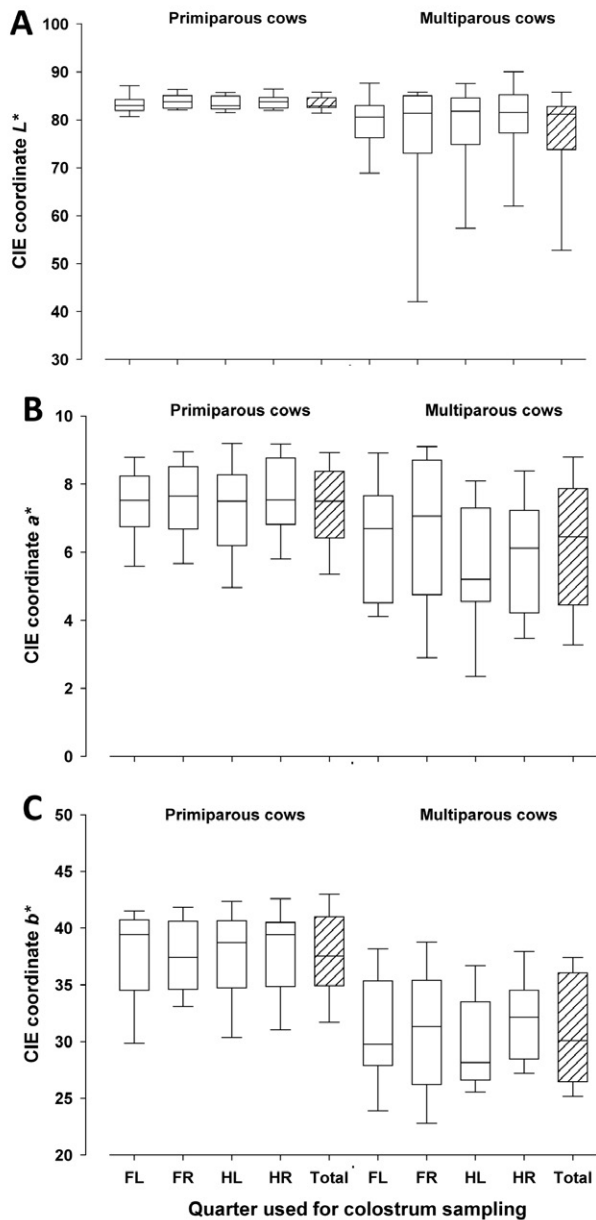 A
Primiparous cows Multiparous cows
CIE coordinate L*
100
90
80
70
60
50
40
30
B
Primiparous cows Multiparous cows
CIE coordinate a*
10
8
6
4
2
0
C
Primiparous cows Multiparous cows
CIE coordinate b*
50
45
40
35
30
25
20
FL FR HL HR Total FL FR HL HR Total
Quarter used for colostrum sampling